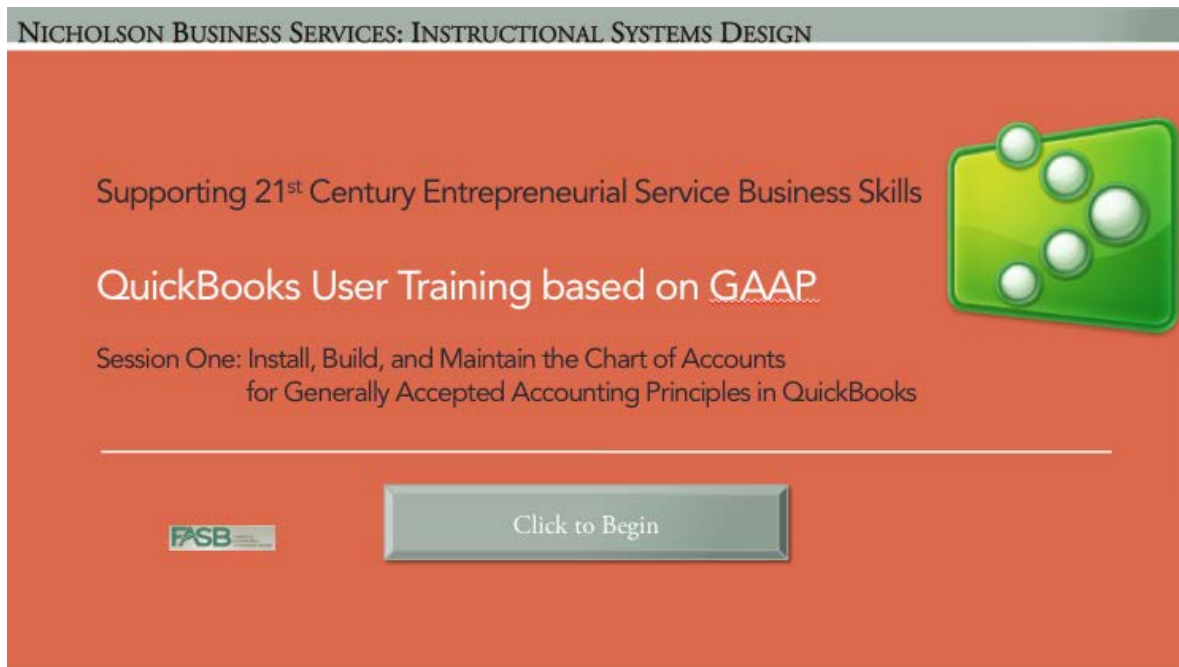 NICHOLSON BUSINESS SERVICES: INSTRUCTIONAL SYSTEMS DESIGN
Supporting 21st Century Entrepreneurial Service Business Skills
QuickBooks User Training based on GAAP
Session One: Install, Build, and Maintain the Chart of Accounts
for Generally Accepted Accounting Principles in QuickBooks
FASB
Click to Begin